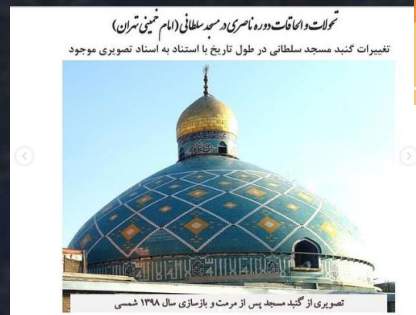 تحولات و الحاقات دوره ناصری در مسجد سلطانی (امام خمینی تهران)
تغییرات گنبد مسجد سلطانی در طول تاریخ با استناد به اسناد تصویری موجود
تصویری از گنبد مسجد پس از مرمت و بازسازی سال ۱۳۹۸ شمسی